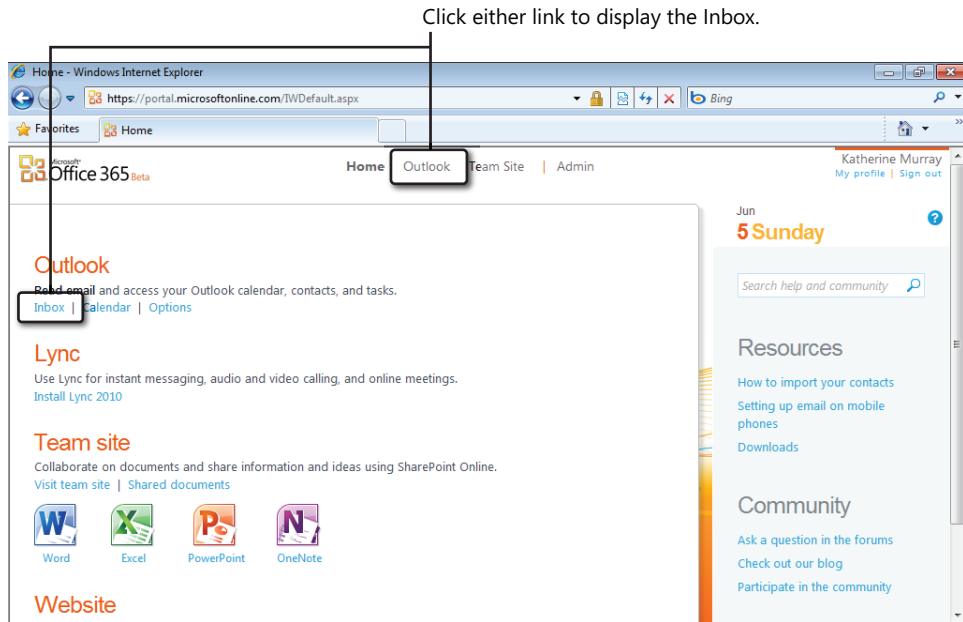 Click either link to display the Inbox.
Home - Windows Internet Explorer
https://portal.microsoftonline.com/IWDefault.aspx
Bing
Favorites
Home
Microsoft
Office 365 Beta
Home Outlook Team Site | Admin
Katherine Murray
My profile | Sign out
Outlook
Read email and access your Outlook calendar, contacts, and tasks.
Inbox | Calendar | Options
Lync
Use Lync for instant messaging, audio and video calling, and online meetings.
Install Lync 2010
Team site
Collaborate on documents and share information and ideas using SharePoint Online.
Visit team site | Shared documents
Word Excel PowerPoint OneNote
Website
Jun
5 Sunday
Search help and community
Resources
How to import your contacts
Setting up email on mobile
phones
Downloads
Community
Ask a question in the forums
Check out our blog
Participate in the community